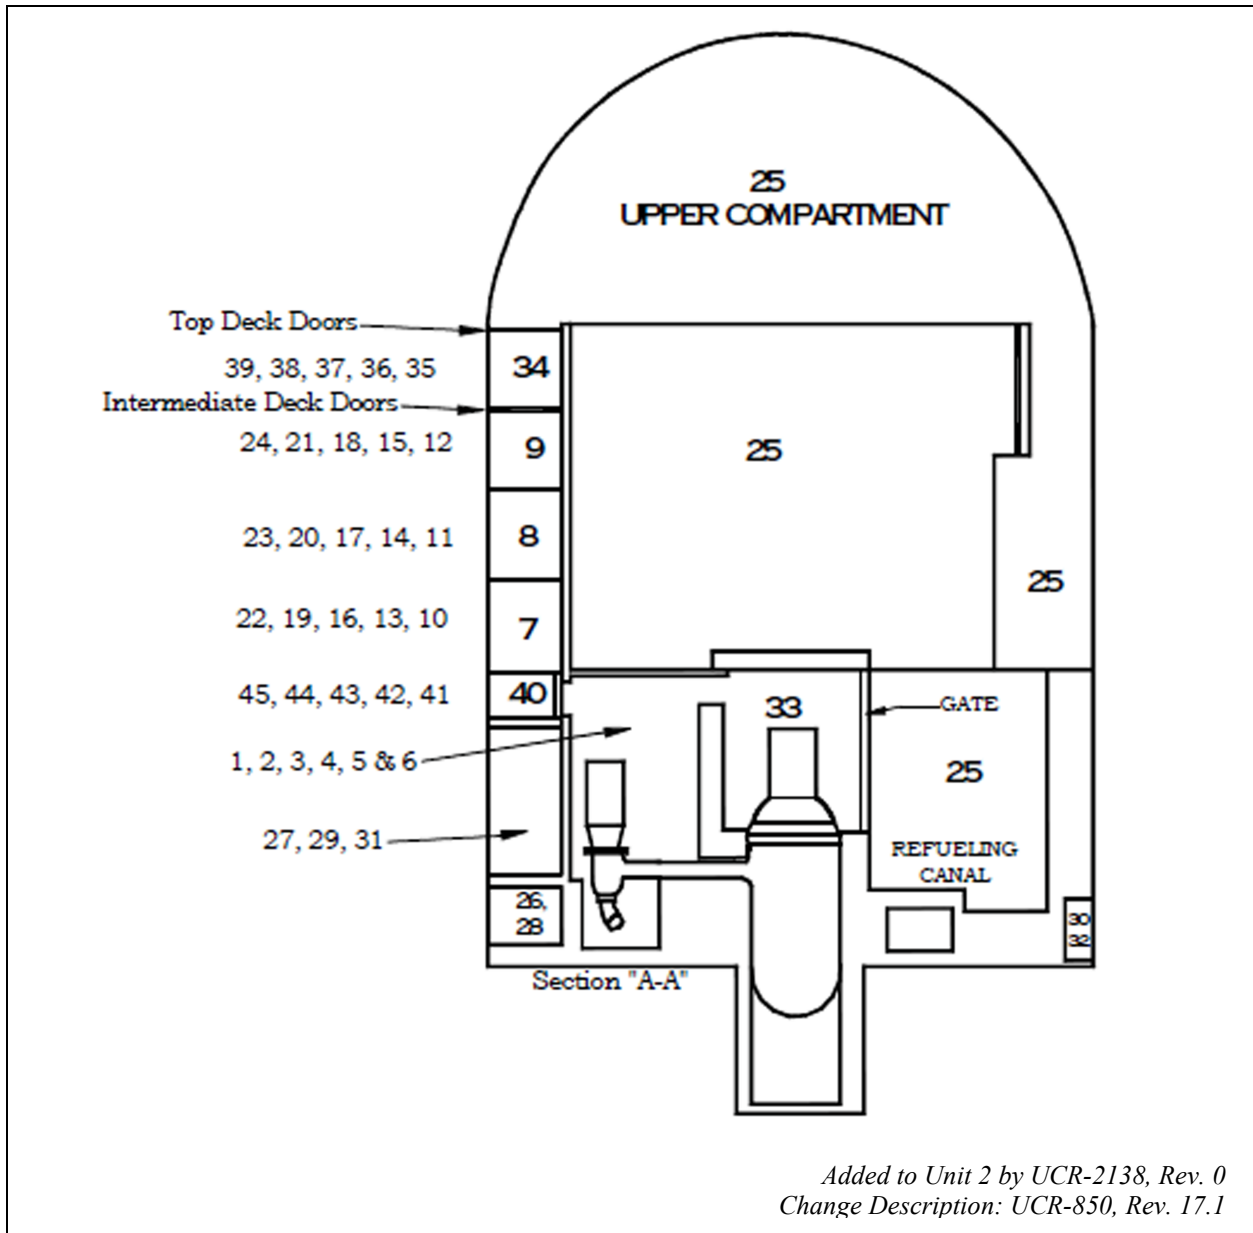 25
UPPER COMPARTMENT
Top Deck Doors
39, 38, 37, 36, 35
34
Intermediate Deck Doors
24, 21, 18, 15, 12
9
25
23, 20, 17, 14, 11
8
25
22, 19, 16, 13, 10
7
45, 44, 43, 42, 41
40
33
GATE
1, 2, 3, 4, 5 & 6
25
27, 29, 31
REFUELING
CANAL
26,
28
30
32
Section "A-A"
Added to Unit 2 by UCR-2138, Rev. 0
Change Description: UCR-850, Rev. 17.1